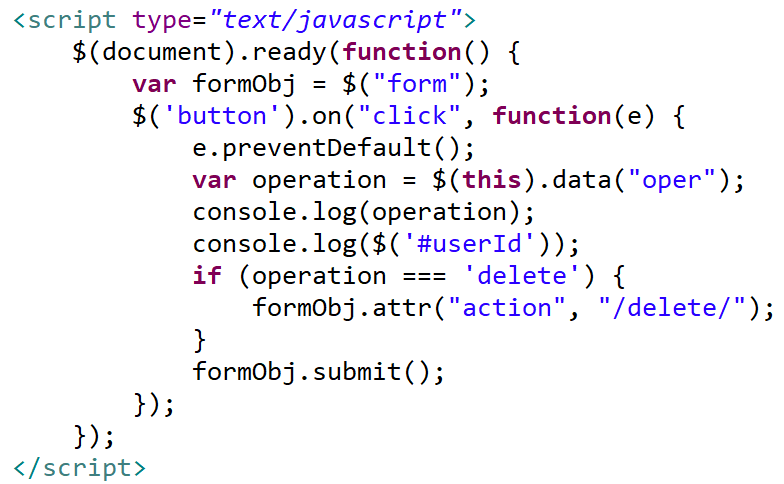 <script type="text/javascript">
    $(document).ready(function() {
        var formObj = $("form");
        $('button').on("click", function(e) {
            e.preventDefault();
            var operation = $(this).data("oper");
            console.log(operation);
            console.log($('#userId'));
            if (operation === 'delete') {
                formObj.attr("action", "/delete/");
            }
            formObj.submit();
        });
    });
</script>